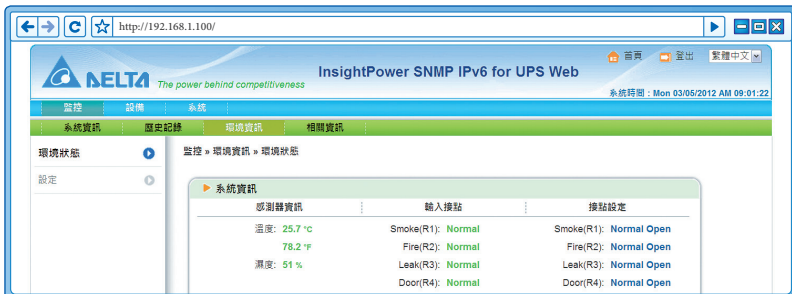 http://192.168.1.100/
首頁 登出 繁體中文
DELTA The power behind competitiveness InsightPower SNMP IPv6 for UPS Web
系統時間 : Mon 03/05/2012 AM 09:01:22
監控 設備 系統
系統資訊 歷史記錄 環境資訊 相關資訊
環境狀態
設定
監控 » 環境資訊 » 環境狀態
系統資訊
感測器資訊 輸入接點 接點設定
溫度: 25.7 °C Smoke(R1): Normal Smoke(R1): Normal Open
78.2 °F Fire(R2): Normal Fire(R2): Normal Open
濕度: 51 % Leak(R3): Normal Leak(R3): Normal Open
Door(R4): Normal Door(R4): Normal Open